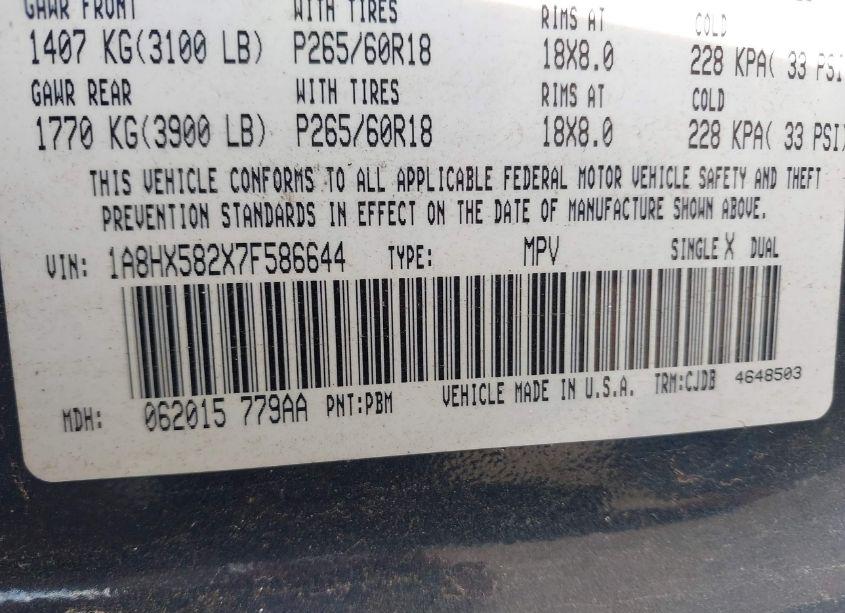 GAWR FRONT WITH TIRES RIMS AT COLD
1407 KG(3100 LB) P265/60R18 18X8.0 228 KPA( 33 PSI
GAWR REAR WITH TIRES RIMS AT COLD
1770 KG(3900 LB) P265/60R18 18X8.0 228 KPA( 33 PSI)
THIS VEHICLE CONFORMS TO ALL APPLICABLE FEDERAL MOTOR VEHICLE SAFETY AND THEFT
PREVENTION STANDARDS IN EFFECT ON THE DATE OF MANUFACTURE SHOWN ABOVE.
VIN: 1A8HX582X7F586644 TYPE: MPV SINGLE X DUAL
MDH: 062015 779AA PNT:PBM VEHICLE MADE IN U.S.A. TRM:CJDB 4648503